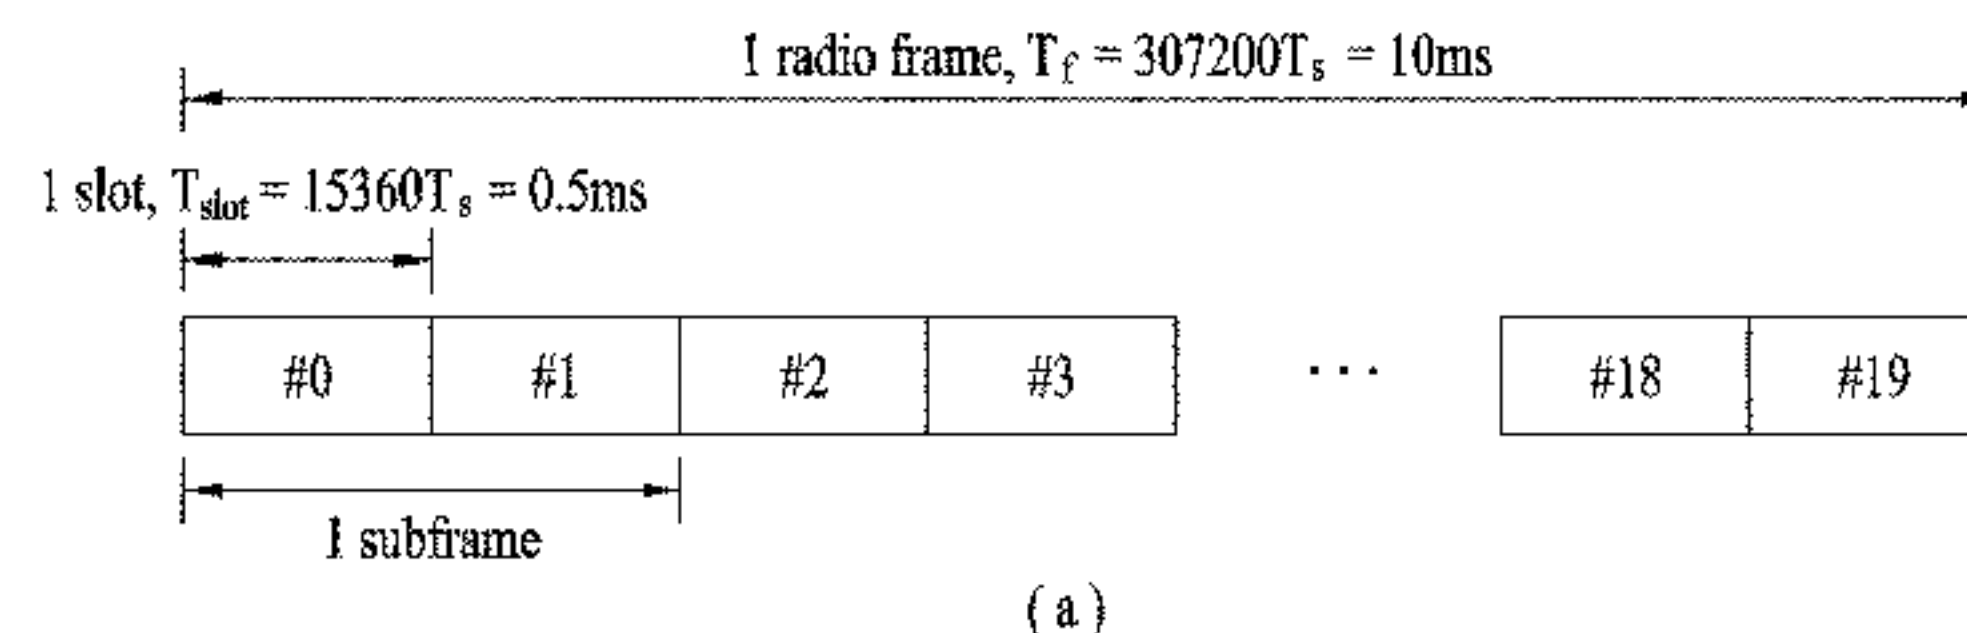 1 radio frame, Tf = 307200Ts = 10ms
1 slot, Tslot = 15360Ts = 0.5ms
#0 #1 #2 #3 ... #18 #19
1 subframe
( a )